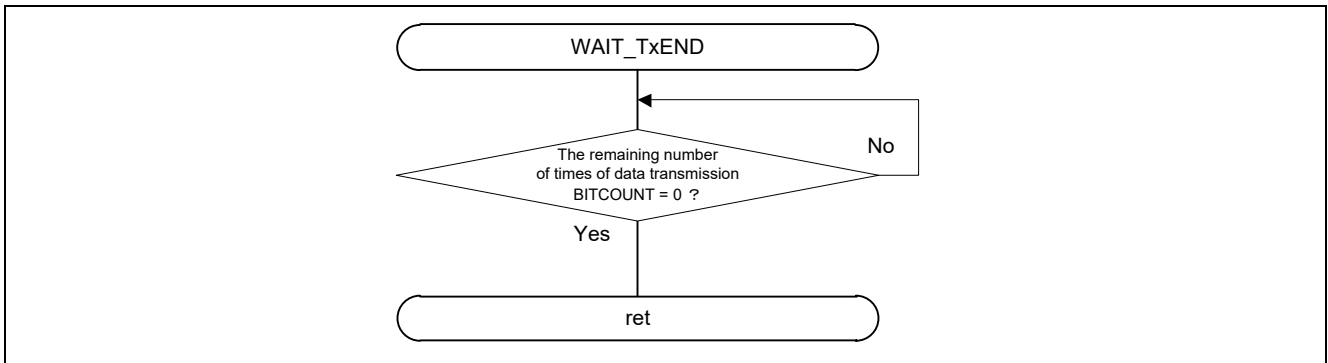 WAIT_TxEND
No
The remaining number
of times of data transmission
BITCOUNT = 0 ？
Yes
ret